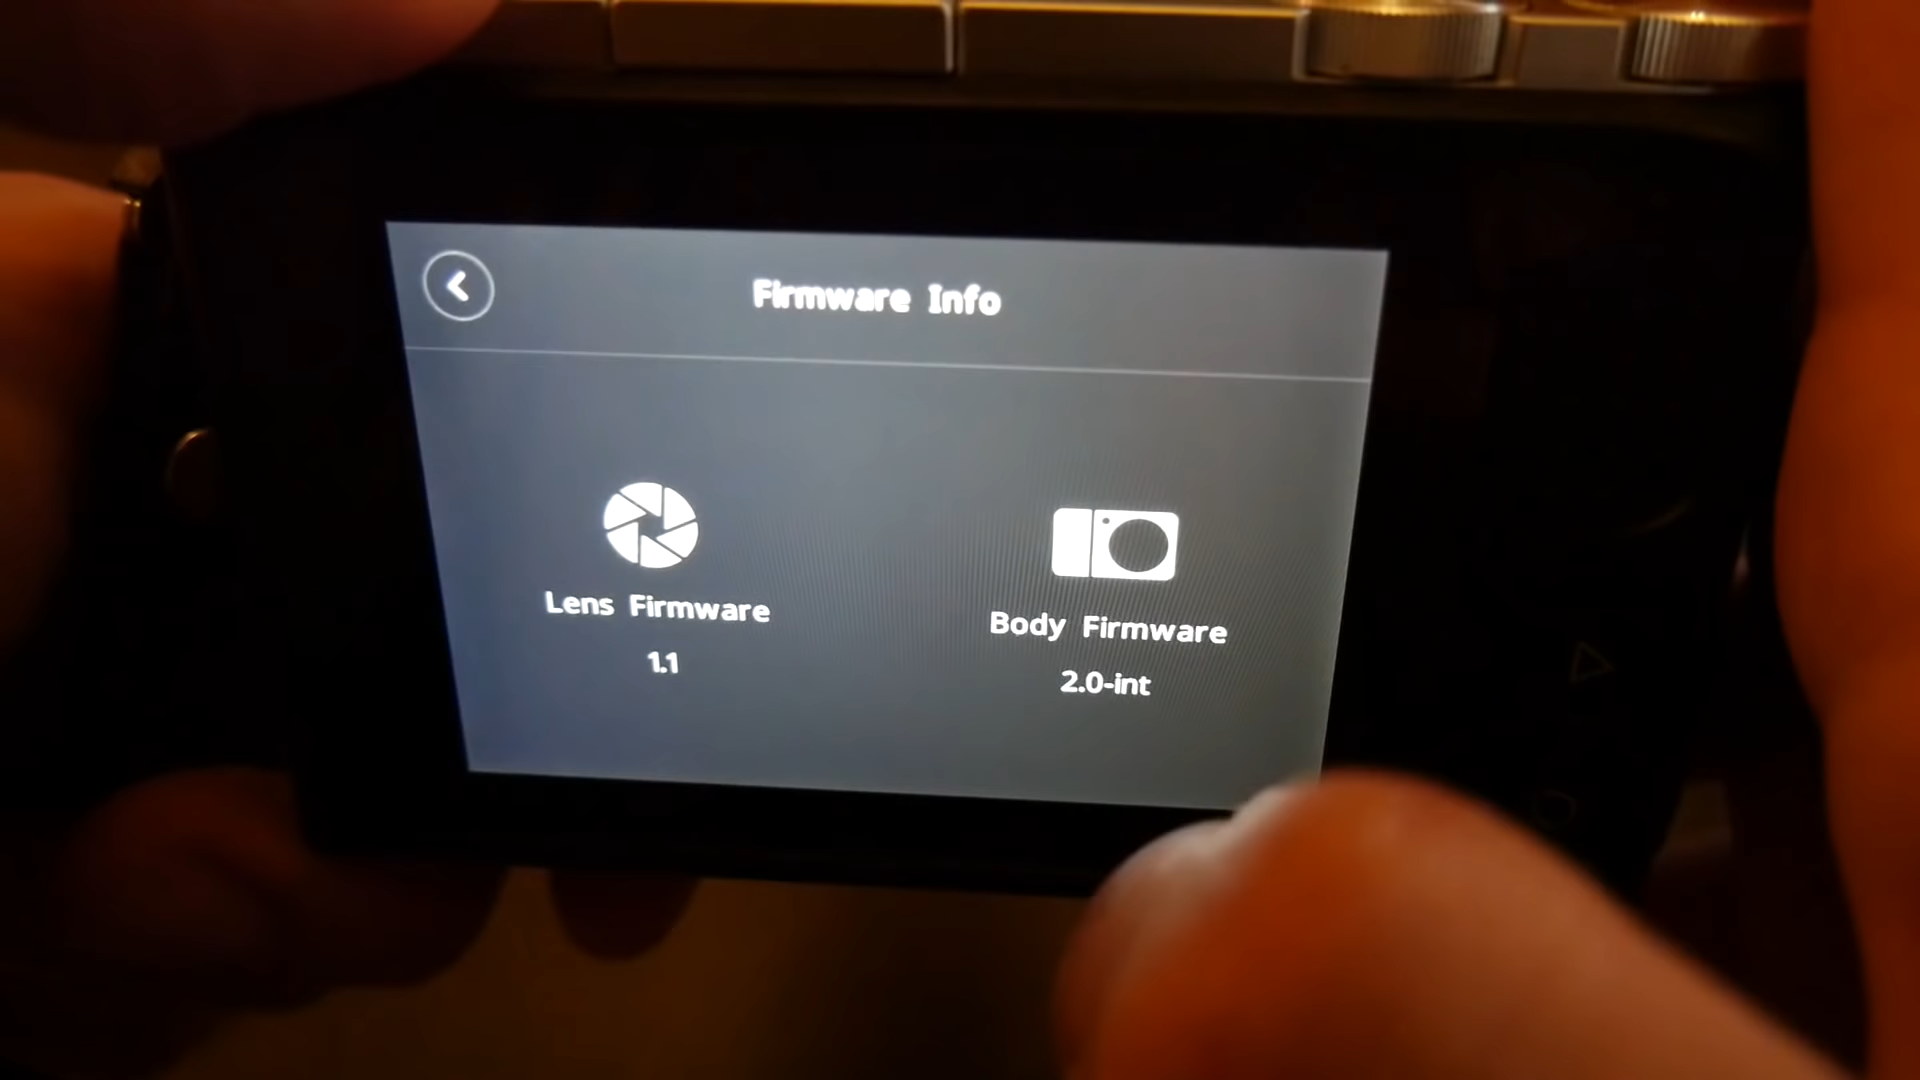 Firmware Info
Lens Firmware
1.1
Body Firmware
2.0-int